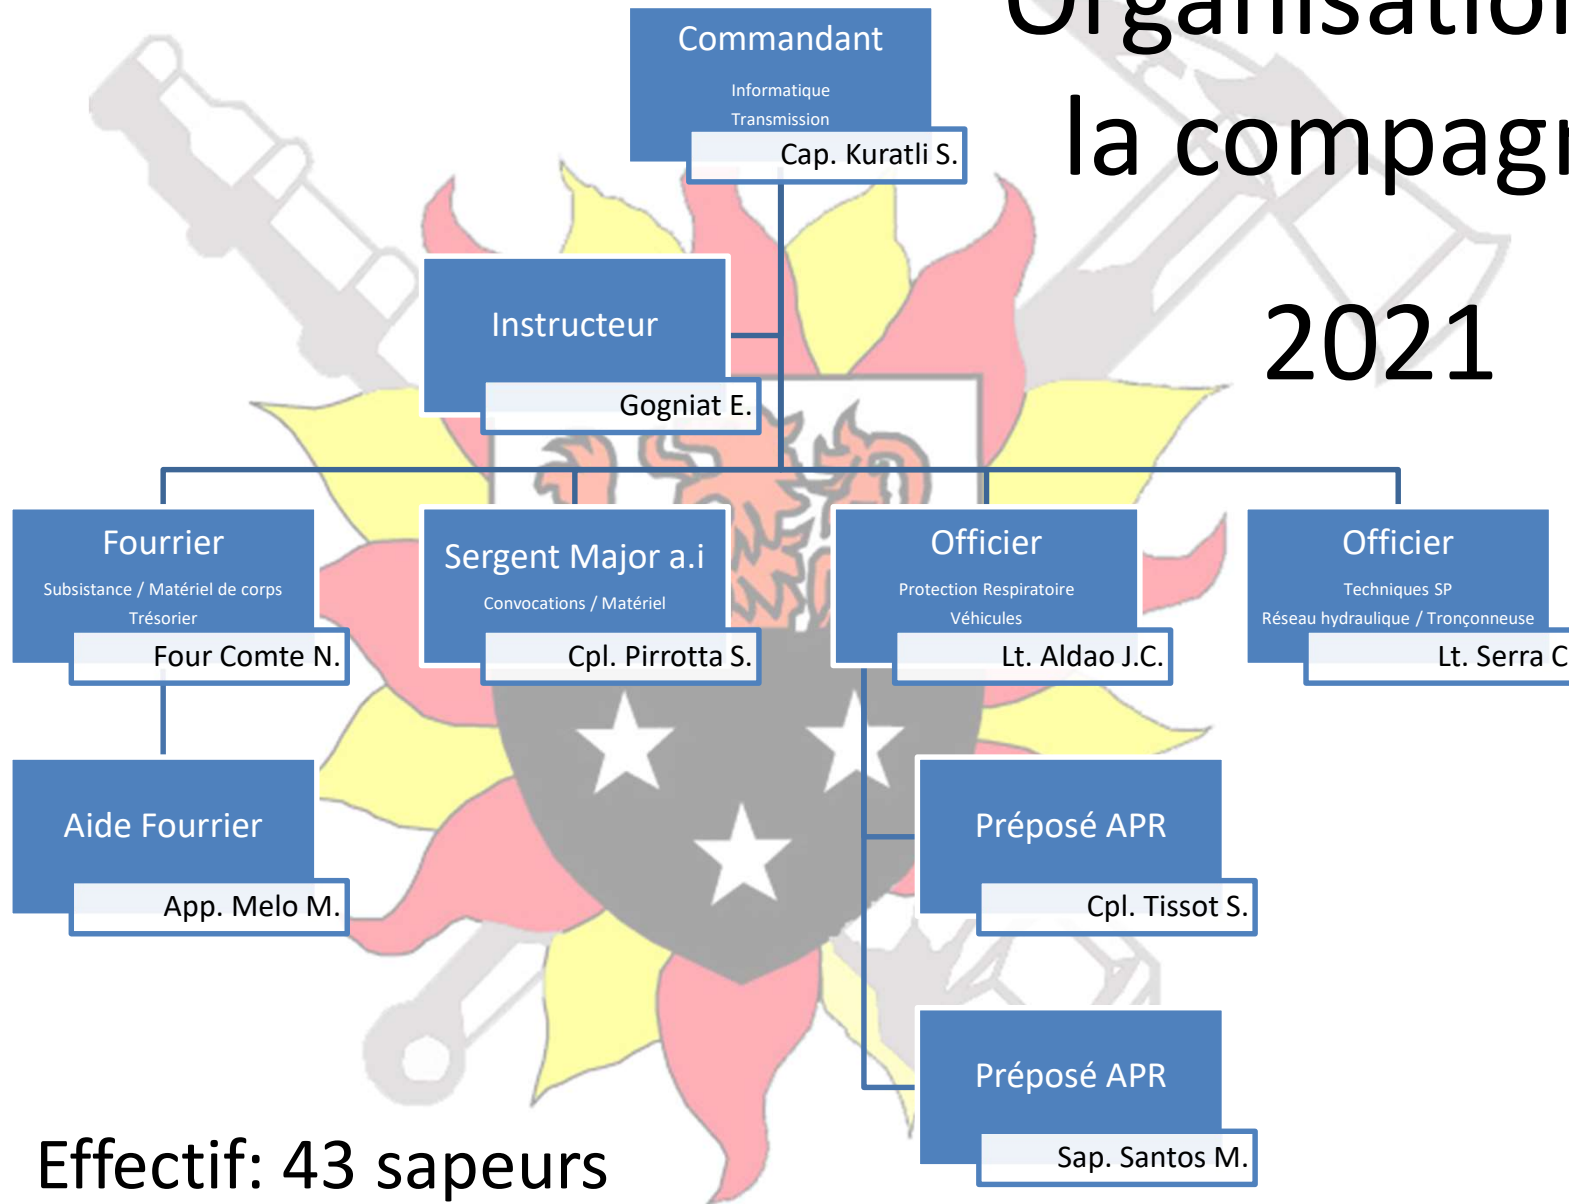 Organisation
la compagn
2021
Commandant
Informatique
Transmission
Cap. Kuratli S.
Instructeur
Gogniat E.
Fourrier
Subsistance / Matériel de corps
Trésorier
Four Comte N.
Sergent Major a.i
Convocations / Matériel
Cpl. Pirrotta S.
Officier
Protection Respiratoire
Véhicules
Lt. Aldao J.C.
Officier
Techniques SP
Réseau hydraulique / Tronçonneuse
Lt. Serra C
Aide Fourrier
App. Melo M.
Préposé APR
Cpl. Tissot S.
Préposé APR
Sap. Santos M.
Effectif: 43 sapeurs